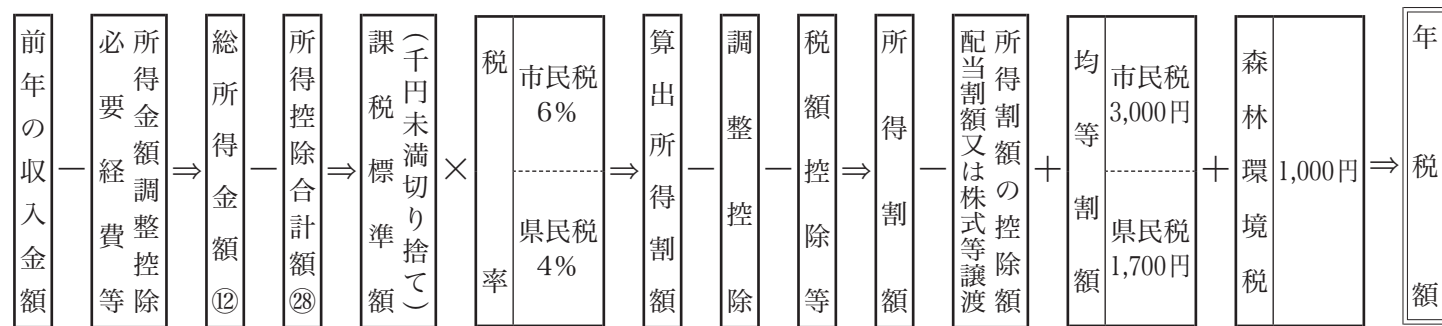 前年の収入金額
－
所得金額調整控除
必要経費等
⇒
総所得金額⑫
－
所得控除合計額㉘
⇒
(千円未満切り捨て)
課税標準額
×
税率
市民税
6％
県民税
4％
⇒
算出所得割額
－
調整控除
－
税額控除等
⇒
所得割額
－
所得割額の控除額
配当割額又は株式等譲渡
＋
均等割額
市民税
3,000円
県民税
1,700円
＋
森林環境税
1,000円
⇒
年税額